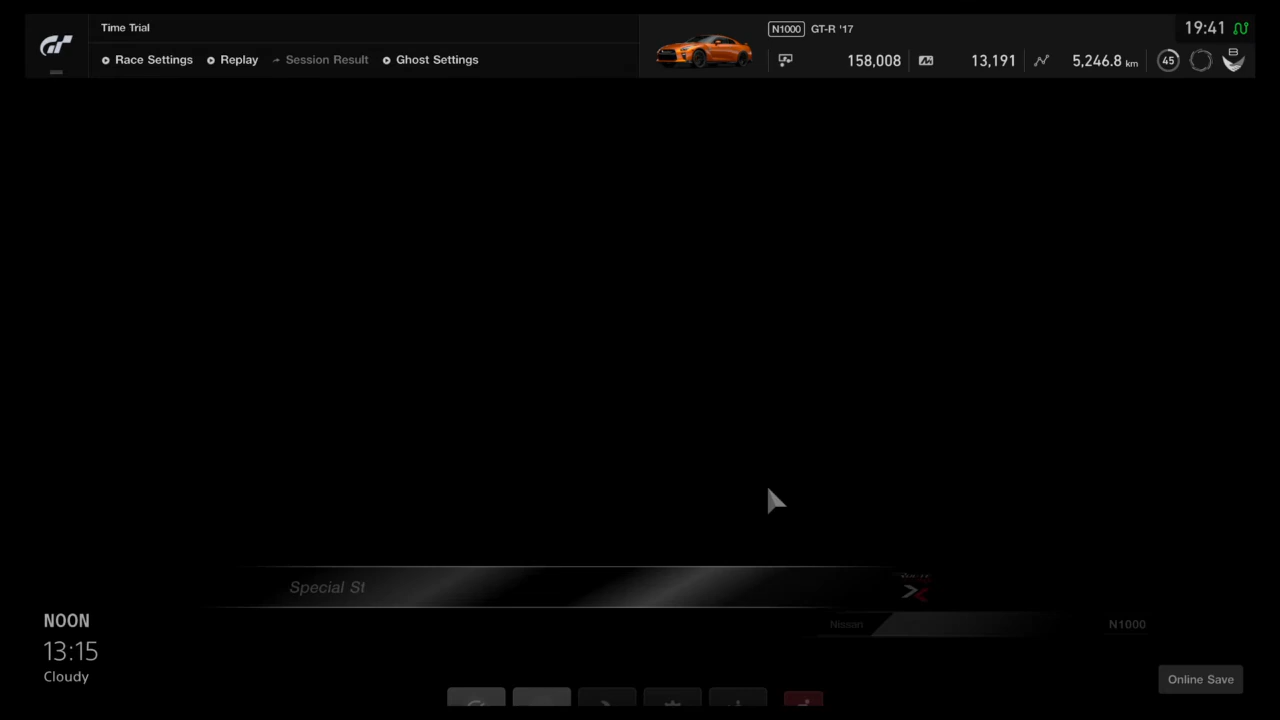 Time Trial
Race Settings Replay Session Result Ghost Settings
N1000 GT-R '17
19:41
158,008 13,191 5,246.8 km 45 B
Special St
Nissan N1000
NOON
13:15
Cloudy
Online Save